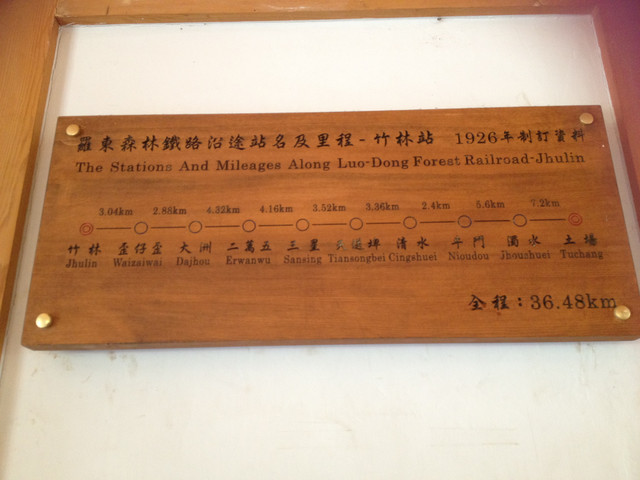 羅東森林鐵路沿途站名及里程-竹林站 1926年制訂資料
The Stations And Mileages Along Luo-Dong Forest Railroad-Jhulin
3.04km 2.88km 4.32km 4.16km 3.52km 3.36km 2.4km 5.6km 7.2km
竹林 歪仔歪 大洲 二萬五 三星 天送埤 清水 牛鬥 濁水 土場
Jhulin Waizaiwai Dajhou Erwanwu Sansing Tiansongbei Cingshuei Nioudou Jhouzhuei Tuchang
全程：36.48km